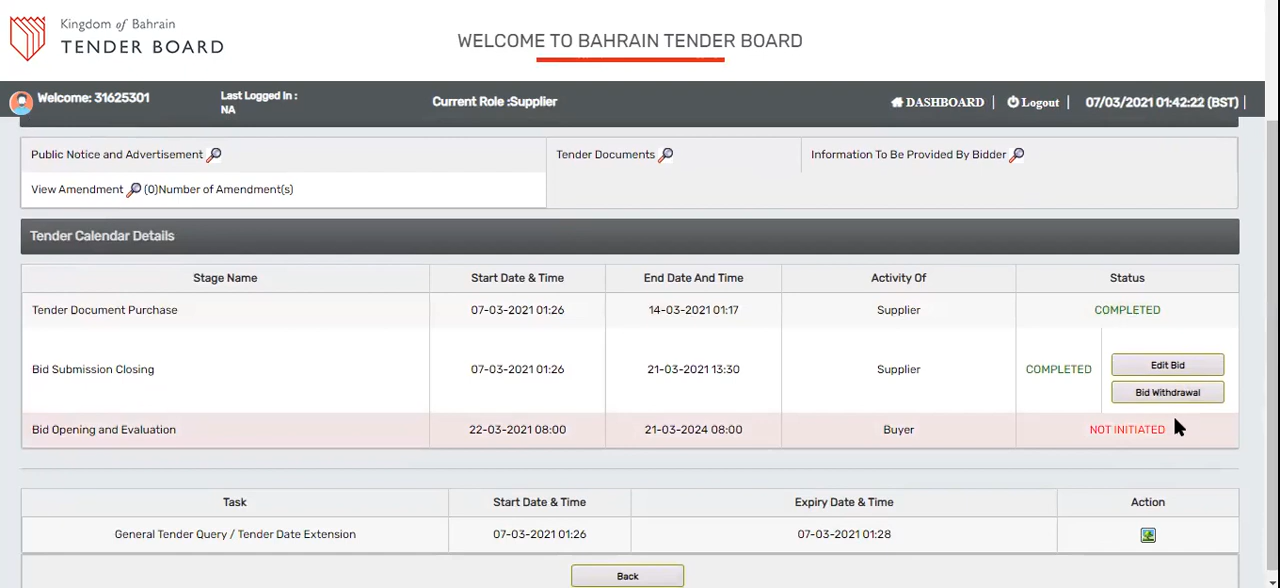 Kingdom of Bahrain
TENDER BOARD
WELCOME TO BAHRAIN TENDER BOARD
Welcome: 31625301
Last Logged In :
NA
Current Role :Supplier
DASHBOARD | Logout | 07/03/2021 01:42:22 (BST) |
Public Notice and Advertisement
Tender Documents
Information To Be Provided By Bidder
View Amendment (0)Number of Amendment(s)
Tender Calendar Details
Stage Name Start Date & Time End Date And Time Activity Of Status
Tender Document Purchase 07-03-2021 01:26 14-03-2021 01:17 Supplier COMPLETED
Bid Submission Closing 07-03-2021 01:26 21-03-2021 13:30 Supplier COMPLETED
Edit Bid
Bid Withdrawal
Bid Opening and Evaluation 22-03-2021 08:00 21-03-2024 08:00 Buyer NOT INITIATED
Task Start Date & Time Expiry Date & Time Action
General Tender Query / Tender Date Extension 07-03-2021 01:26 07-03-2021 01:28
Back